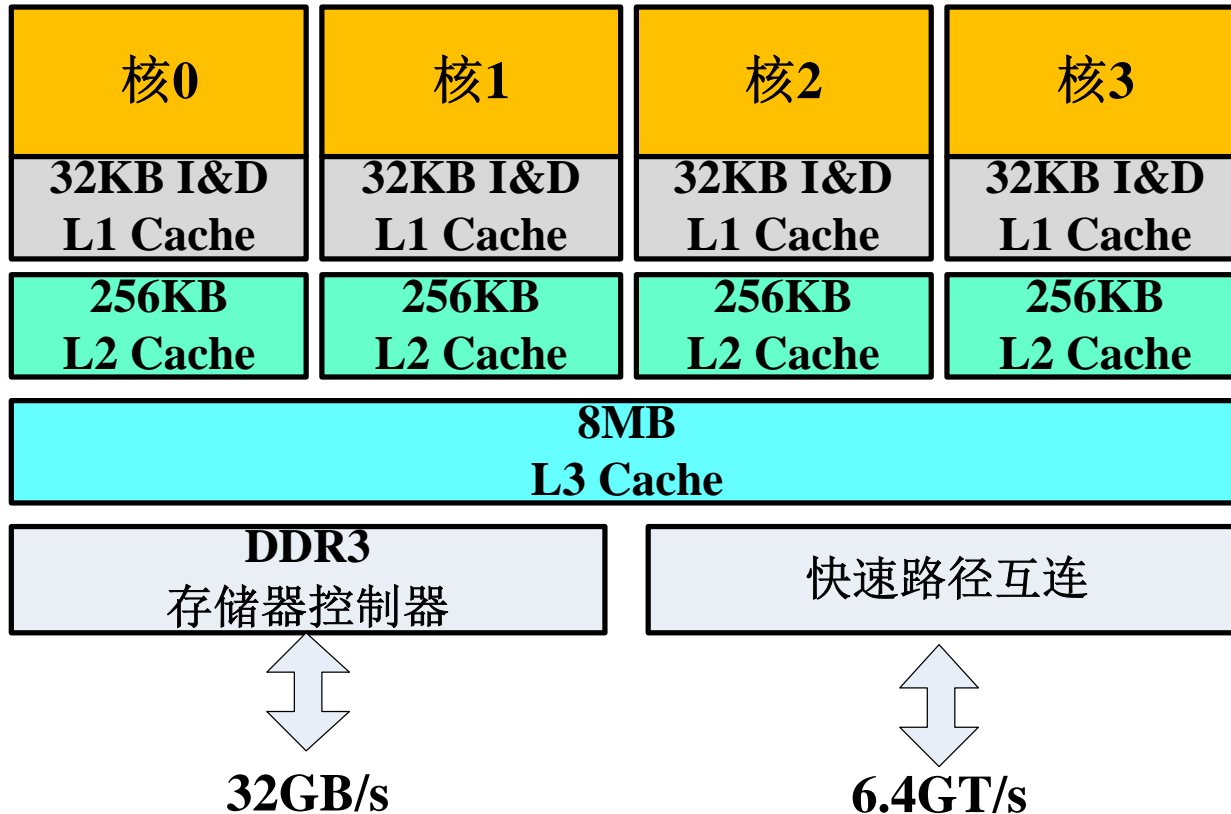 核0
核1
核2
核3
32KB I&D
L1 Cache
32KB I&D
L1 Cache
32KB I&D
L1 Cache
32KB I&D
L1 Cache
256KB
L2 Cache
256KB
L2 Cache
256KB
L2 Cache
256KB
L2 Cache
8MB
L3 Cache
DDR3
存储器控制器
快速路径互连
32GB/s
6.4GT/s